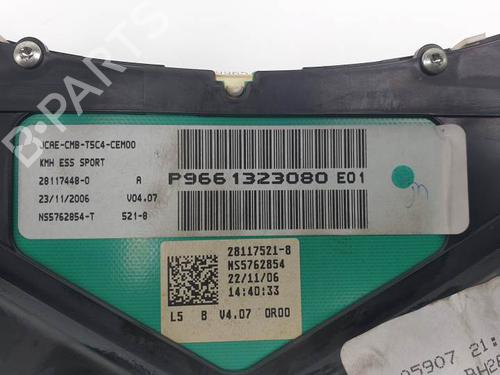 B-PARTS
JCAE-CMB-T5C4-CEM00
KMH ESS SPORT
28117448-0 A
23/11/2006 V04.07
NS5762854-T 521-8
P9661323080 E01
28117521-8
NS5762854
22/11/06
14:40:33
L5 B V4.07 0R00
05907 21: